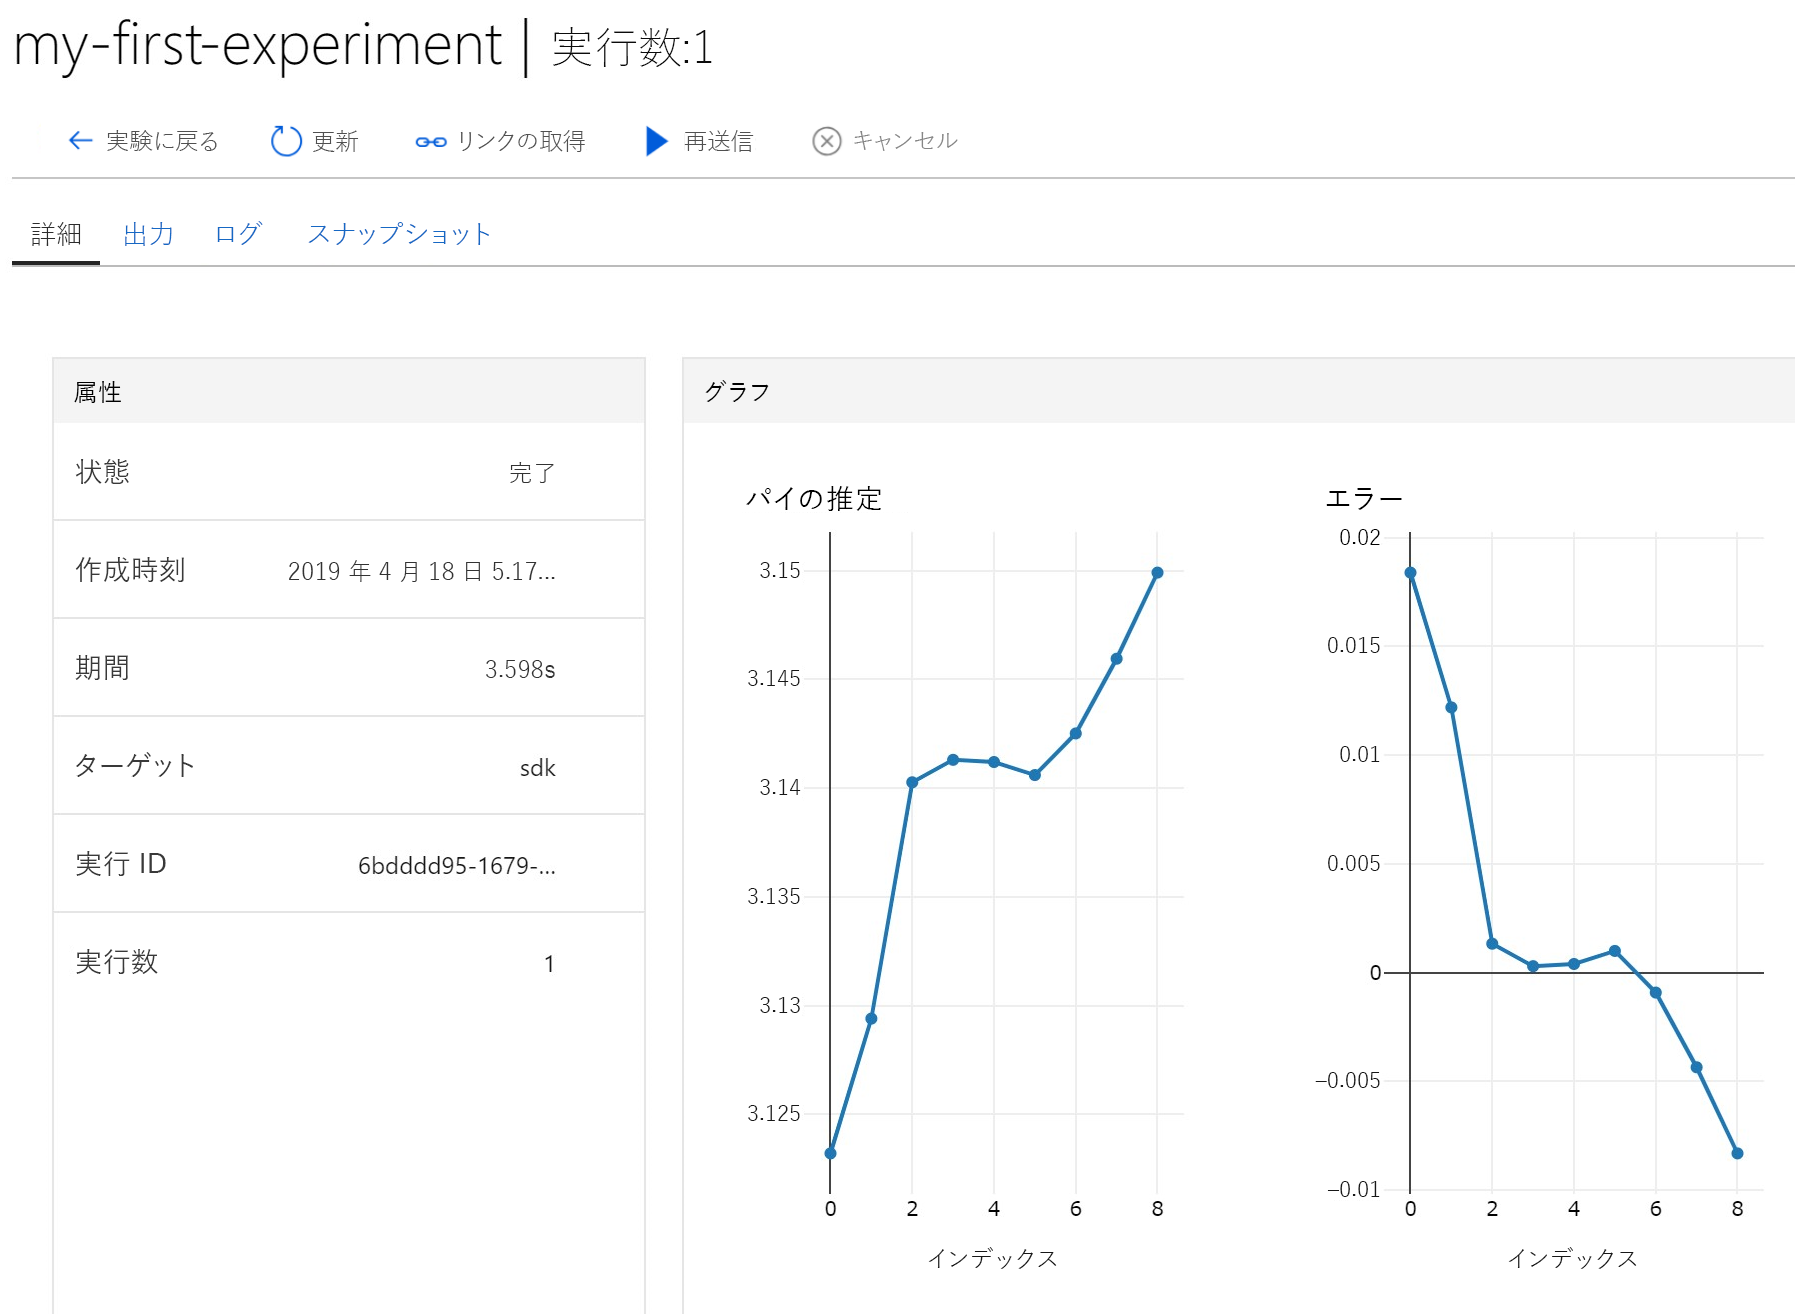 my-first-experiment | 実行数:1
実験に戻る 更新 リンクの取得 再送信 キャンセル
詳細 出力 ログ スナップショット
属性
状態 完了
作成時刻 2019 年 4 月 18 日 5.17...
期間 3.598s
ターゲット sdk
実行 ID 6bdddd95-1679-...
実行数 1
グラフ
パイの推定
3.15
3.145
3.14
3.135
3.13
3.125
0 2 4 6 8
インデックス
エラー
0.02
0.015
0.01
0.005
0
−0.005
−0.01
0 2 4 6 8
インデックス